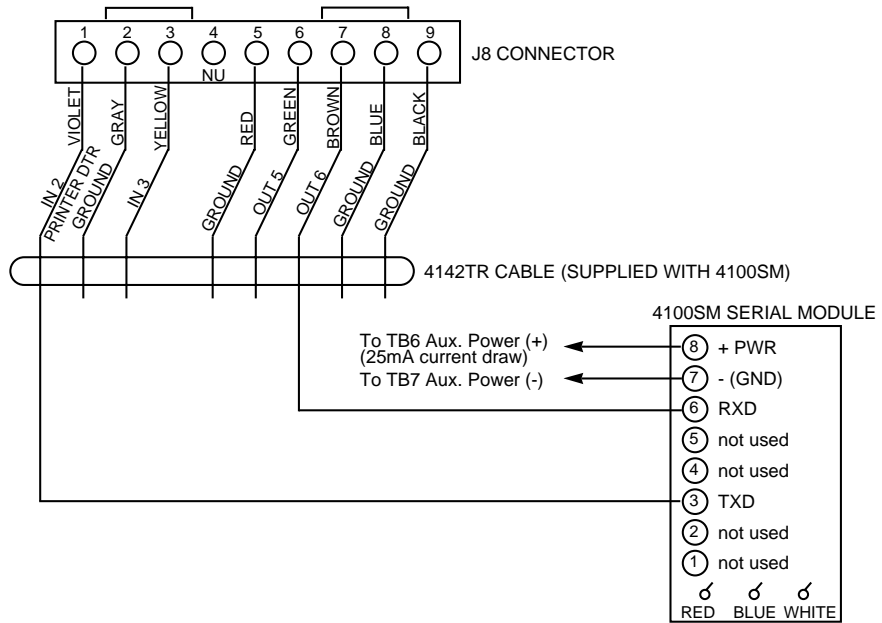 1 2 3 4 5 6 7 8 9
J8 CONNECTOR
NU
VIOLET
GRAY
YELLOW
RED
GREEN
BROWN
BLUE
BLACK
IN 2
PRINTER DTR
GROUND
IN 3
GROUND
OUT 5
OUT 6
GROUND
GROUND
4142TR CABLE (SUPPLIED WITH 4100SM)
4100SM SERIAL MODULE
To TB6 Aux. Power (+)
(25mA current draw)
To TB7 Aux. Power (-)
8 + PWR
7 - (GND)
6 RXD
5 not used
4 not used
3 TXD
2 not used
1 not used
RED BLUE WHITE